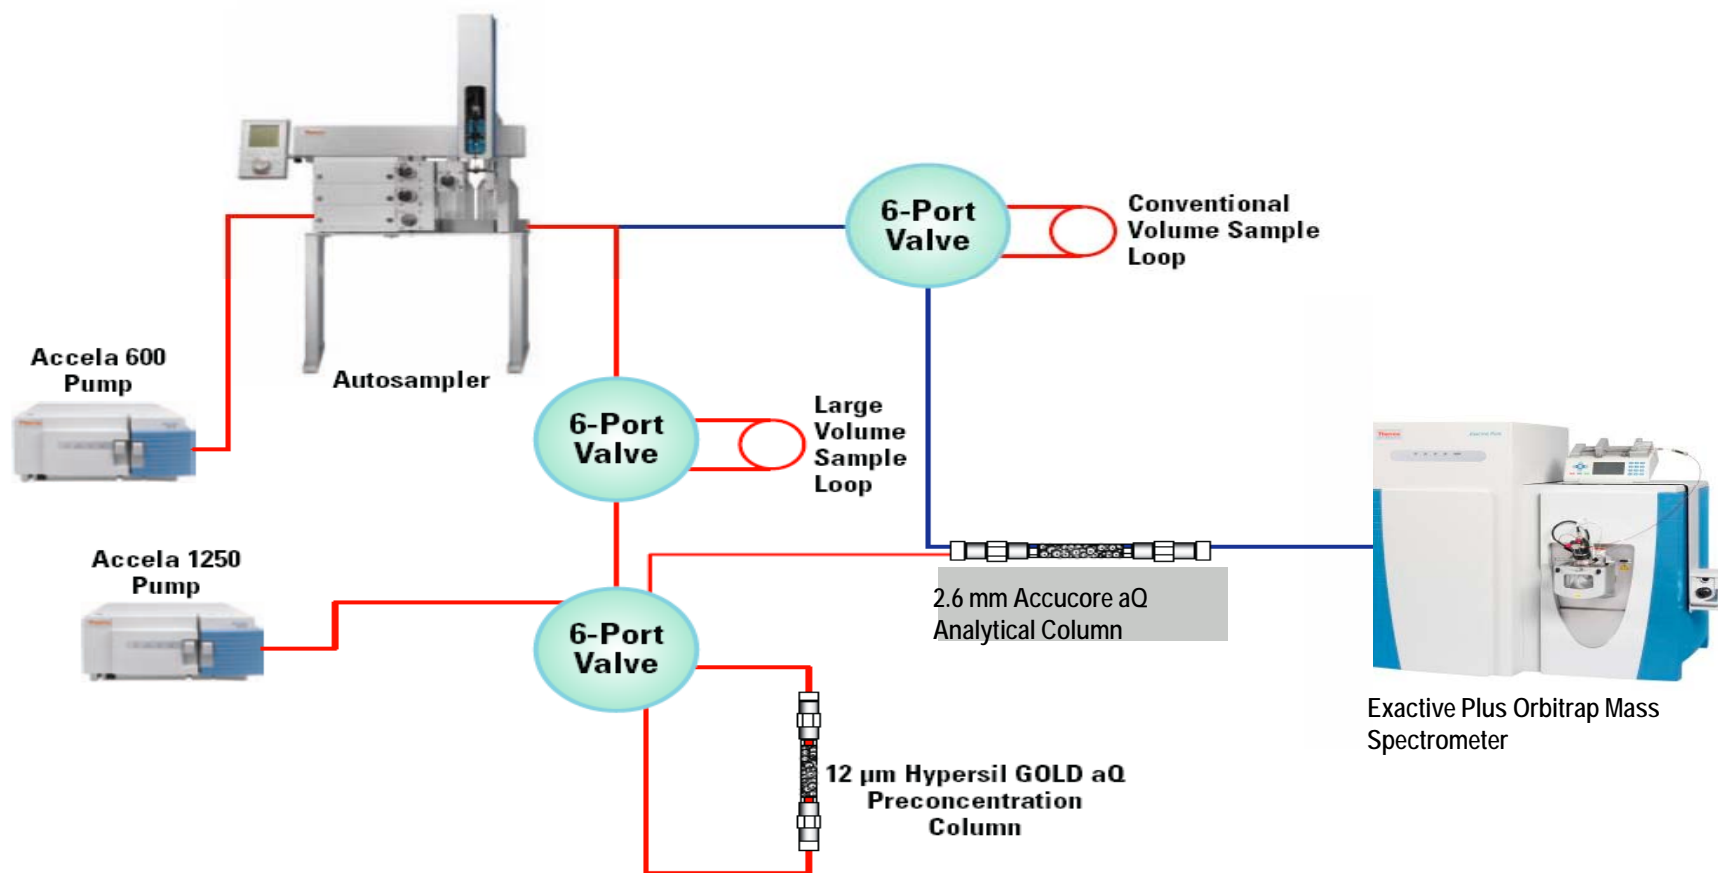 6-Port
Valve
Conventional
Volume Sample
Loop
Accela 600
Pump
Autosampler
6-Port
Valve
Large
Volume
Sample
Loop
Accela 1250
Pump
6-Port
Valve
2.6 mm Accucore aQ
Analytical Column
Exactive Plus Orbitrap Mass
Spectrometer
12 µm Hypersil GOLD aQ
Preconcentration
Column